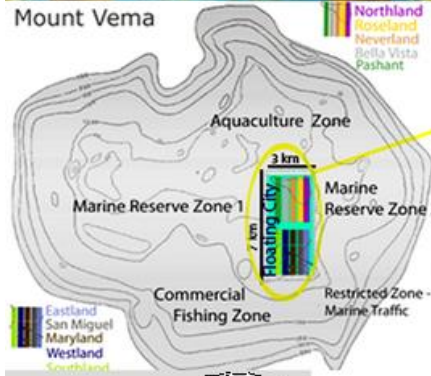 Mount Vema
Northland
Roseland
Neverland
Bella Vista
Pashant
Aquaculture Zone
3 km
Marine Reserve Zone 1
7 km
Floating City
Marine
Reserve Zone
Commercial
Fishing Zone
Restricted Zone -
Marine Traffic
Eastland
San Miguel
Maryland
Westland
Southland